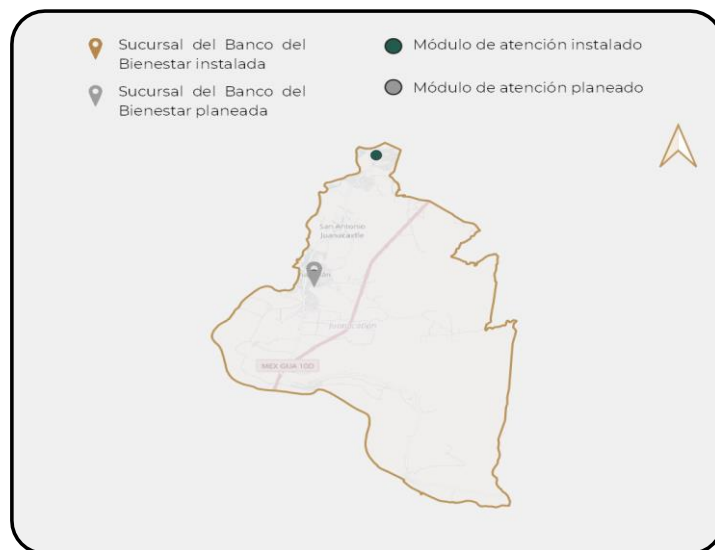 Sucursal del Banco del
Bienestar instalada
Sucursal del Banco del
Bienestar planeada
Módulo de atención instalado
Módulo de atención planeado
San Antonio
Juanacaxtle
MEX GUA 10D